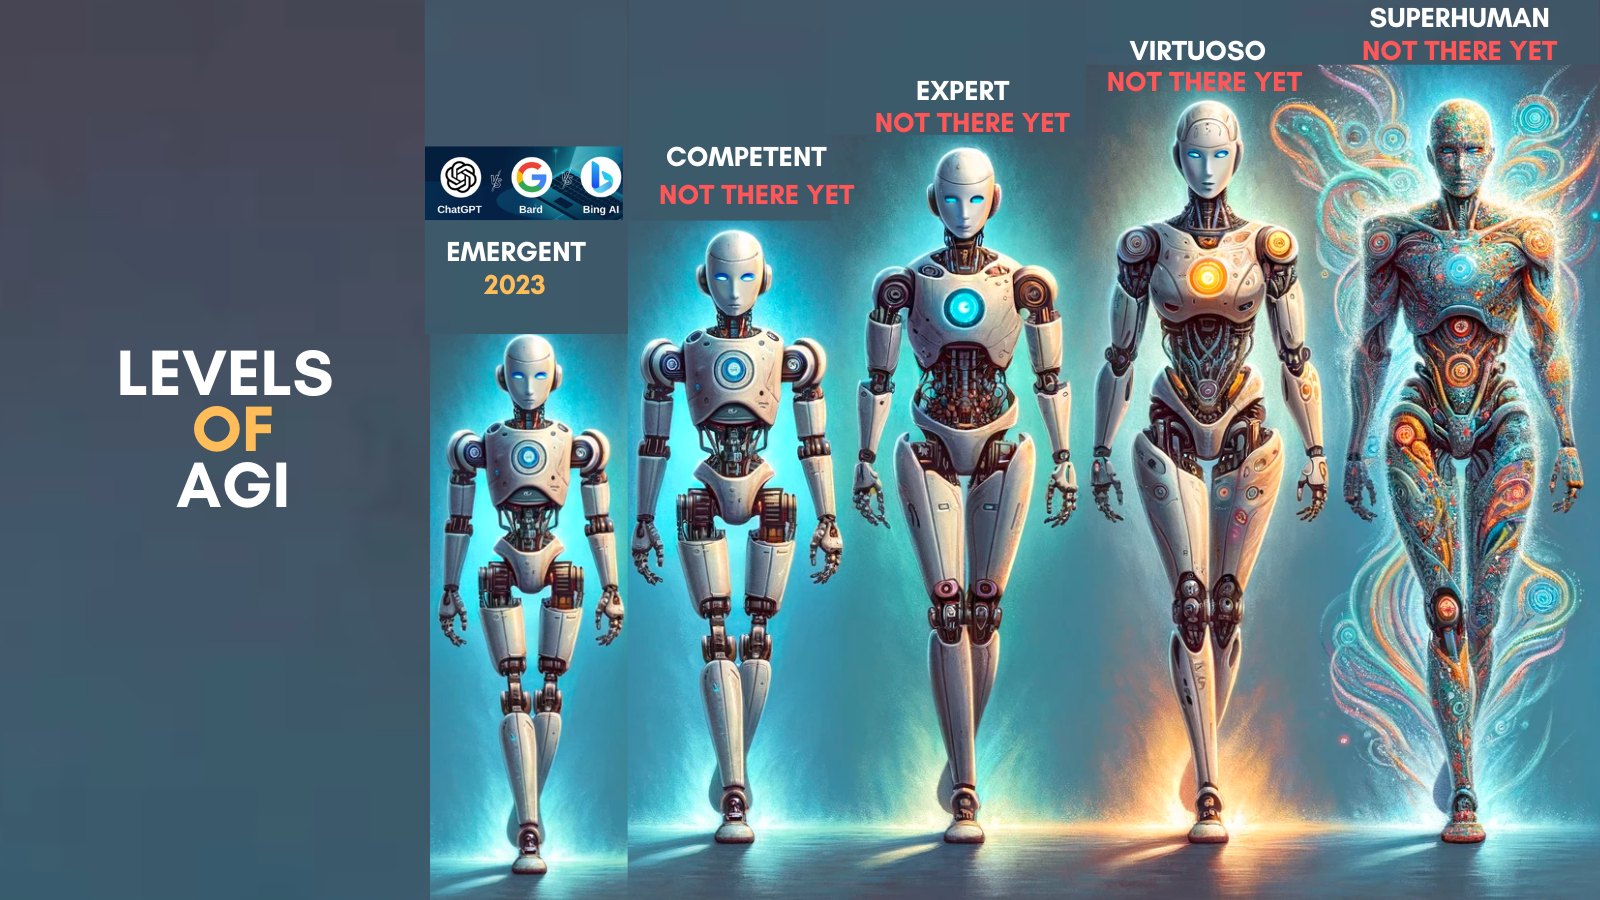 LEVELS
OF
AGI
ChatGPT
VS
Bard
VS
Bing AI
EMERGENT
2023
COMPETENT
NOT THERE YET
EXPERT
NOT THERE YET
VIRTUOSO
NOT THERE YET
SUPERHUMAN
NOT THERE YET